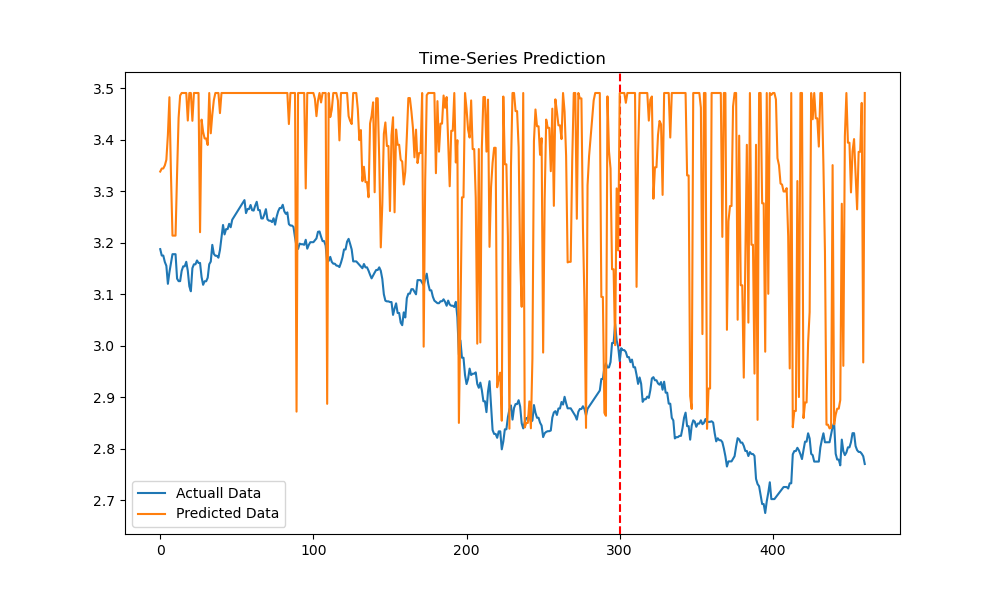 Time-Series Prediction
3.5
3.4
3.3
3.2
3.1
3.0
2.9
2.8
2.7
Actuall Data
Predicted Data
0 100 200 300 400